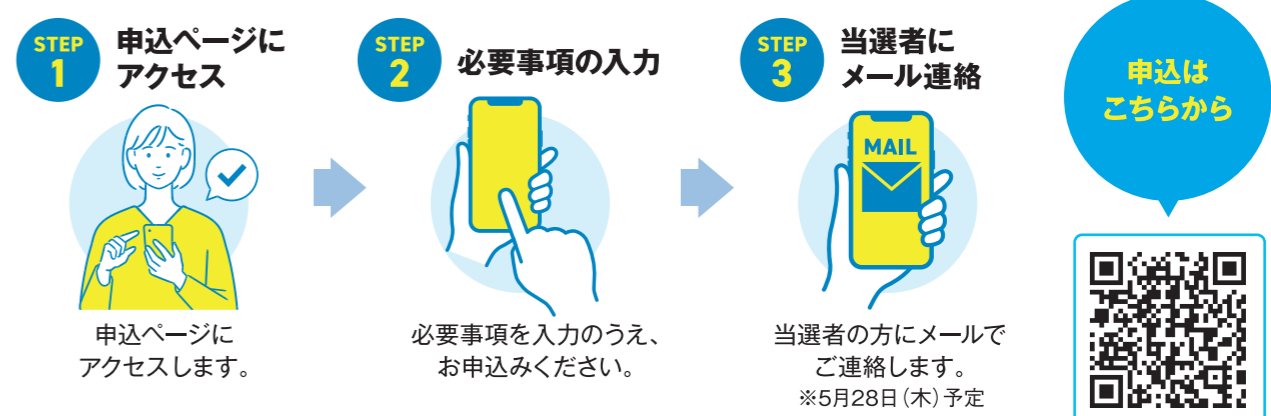 STEP
1
申込ページに
アクセス
申込ページに
アクセスします。
STEP
2
必要事項の入力
必要事項を入力のうえ、
お申込みください。
STEP
3
当選者に
メール連絡
MAIL
当選者の方にメールで
ご連絡します。
※5月28日（木）予定
申込は
こちらから